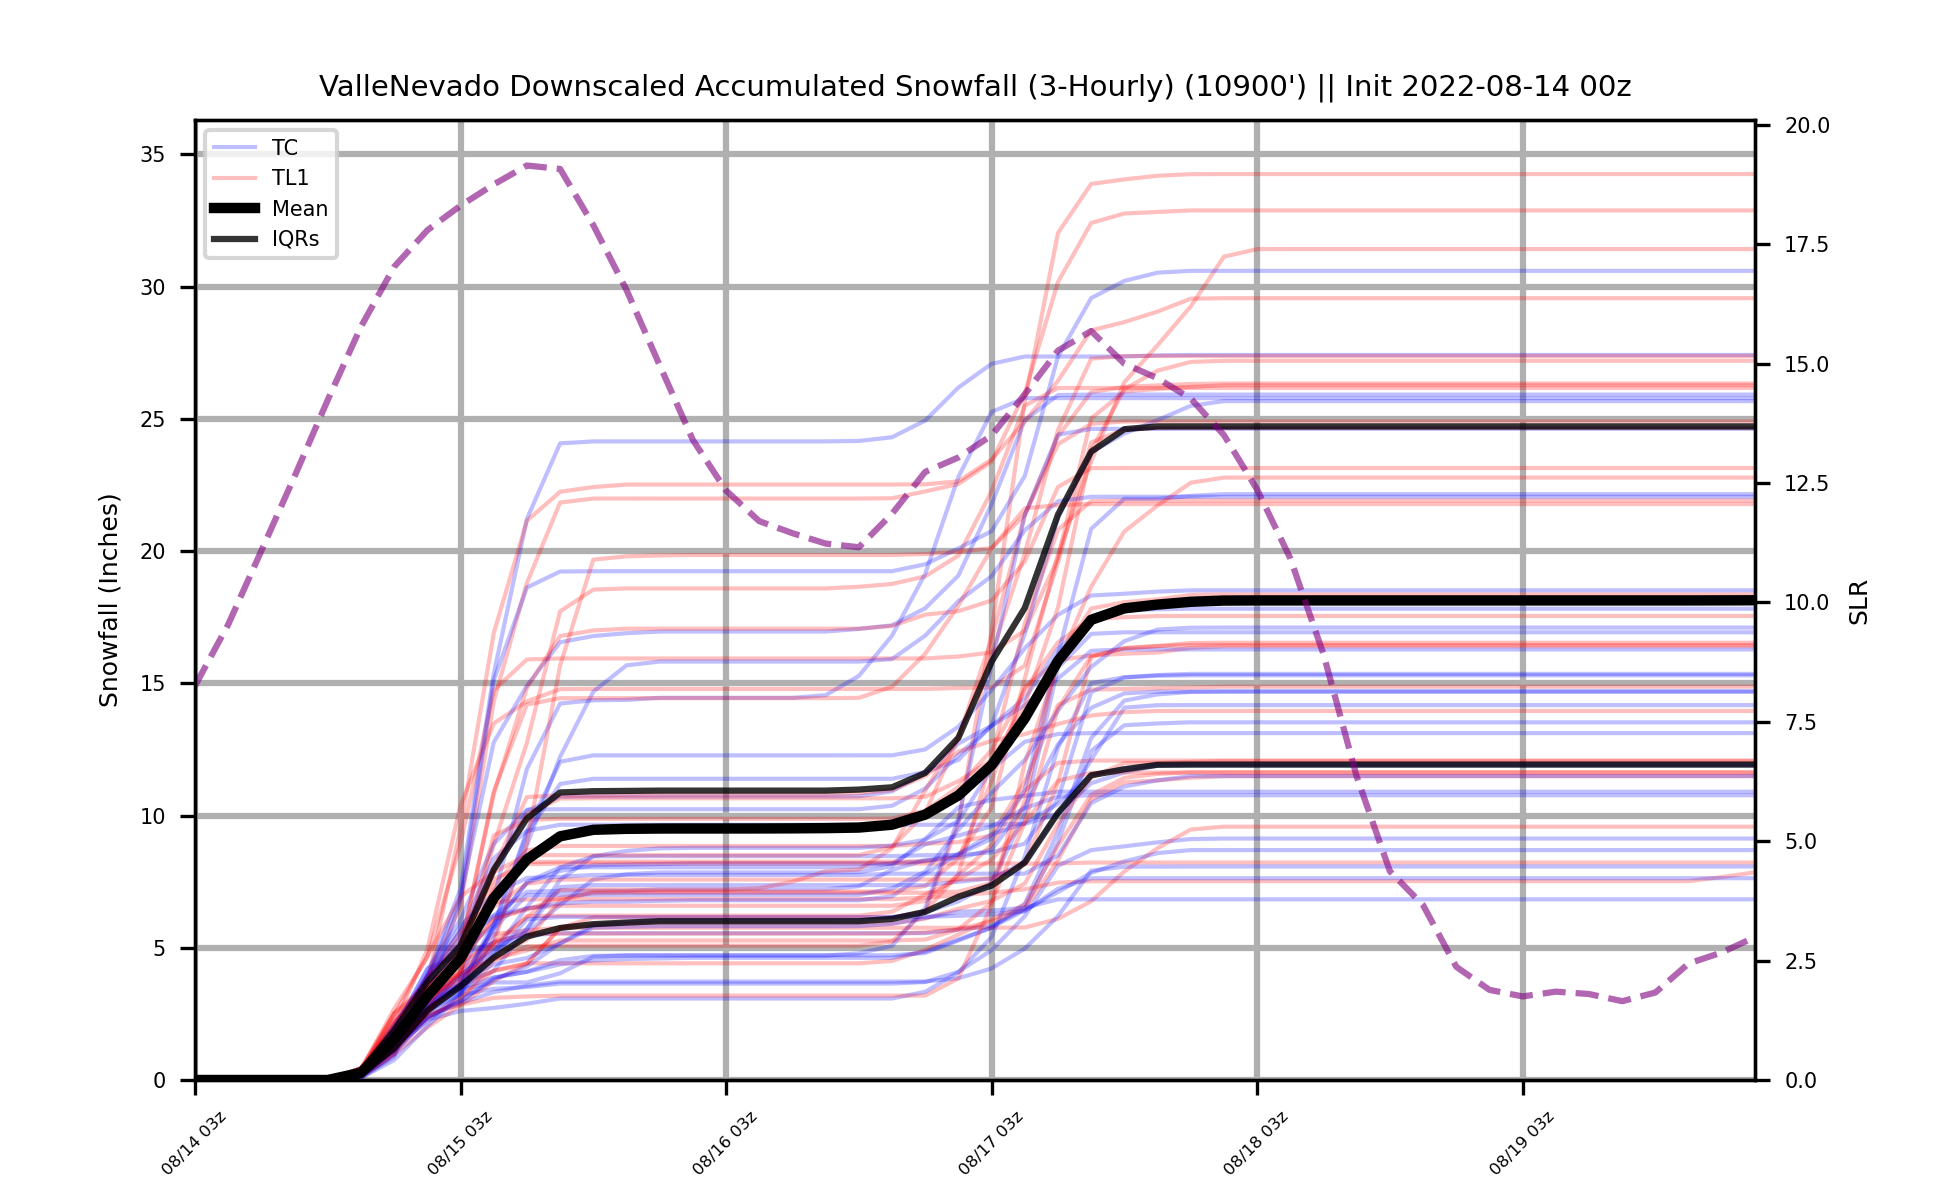 ValleNevado Downscaled Accumulated Snowfall (3-Hourly) (10900') || Init 2022-08-14 00z
TC
TL1
Mean
IQRs
Snowfall (Inches)
35
30
25
20
15
10
5
0
20.0
17.5
15.0
12.5
10.0
7.5
5.0
2.5
0.0
SLR
08/14 03z
08/15 03z
08/16 03z
08/17 03z
08/18 03z
08/19 03z